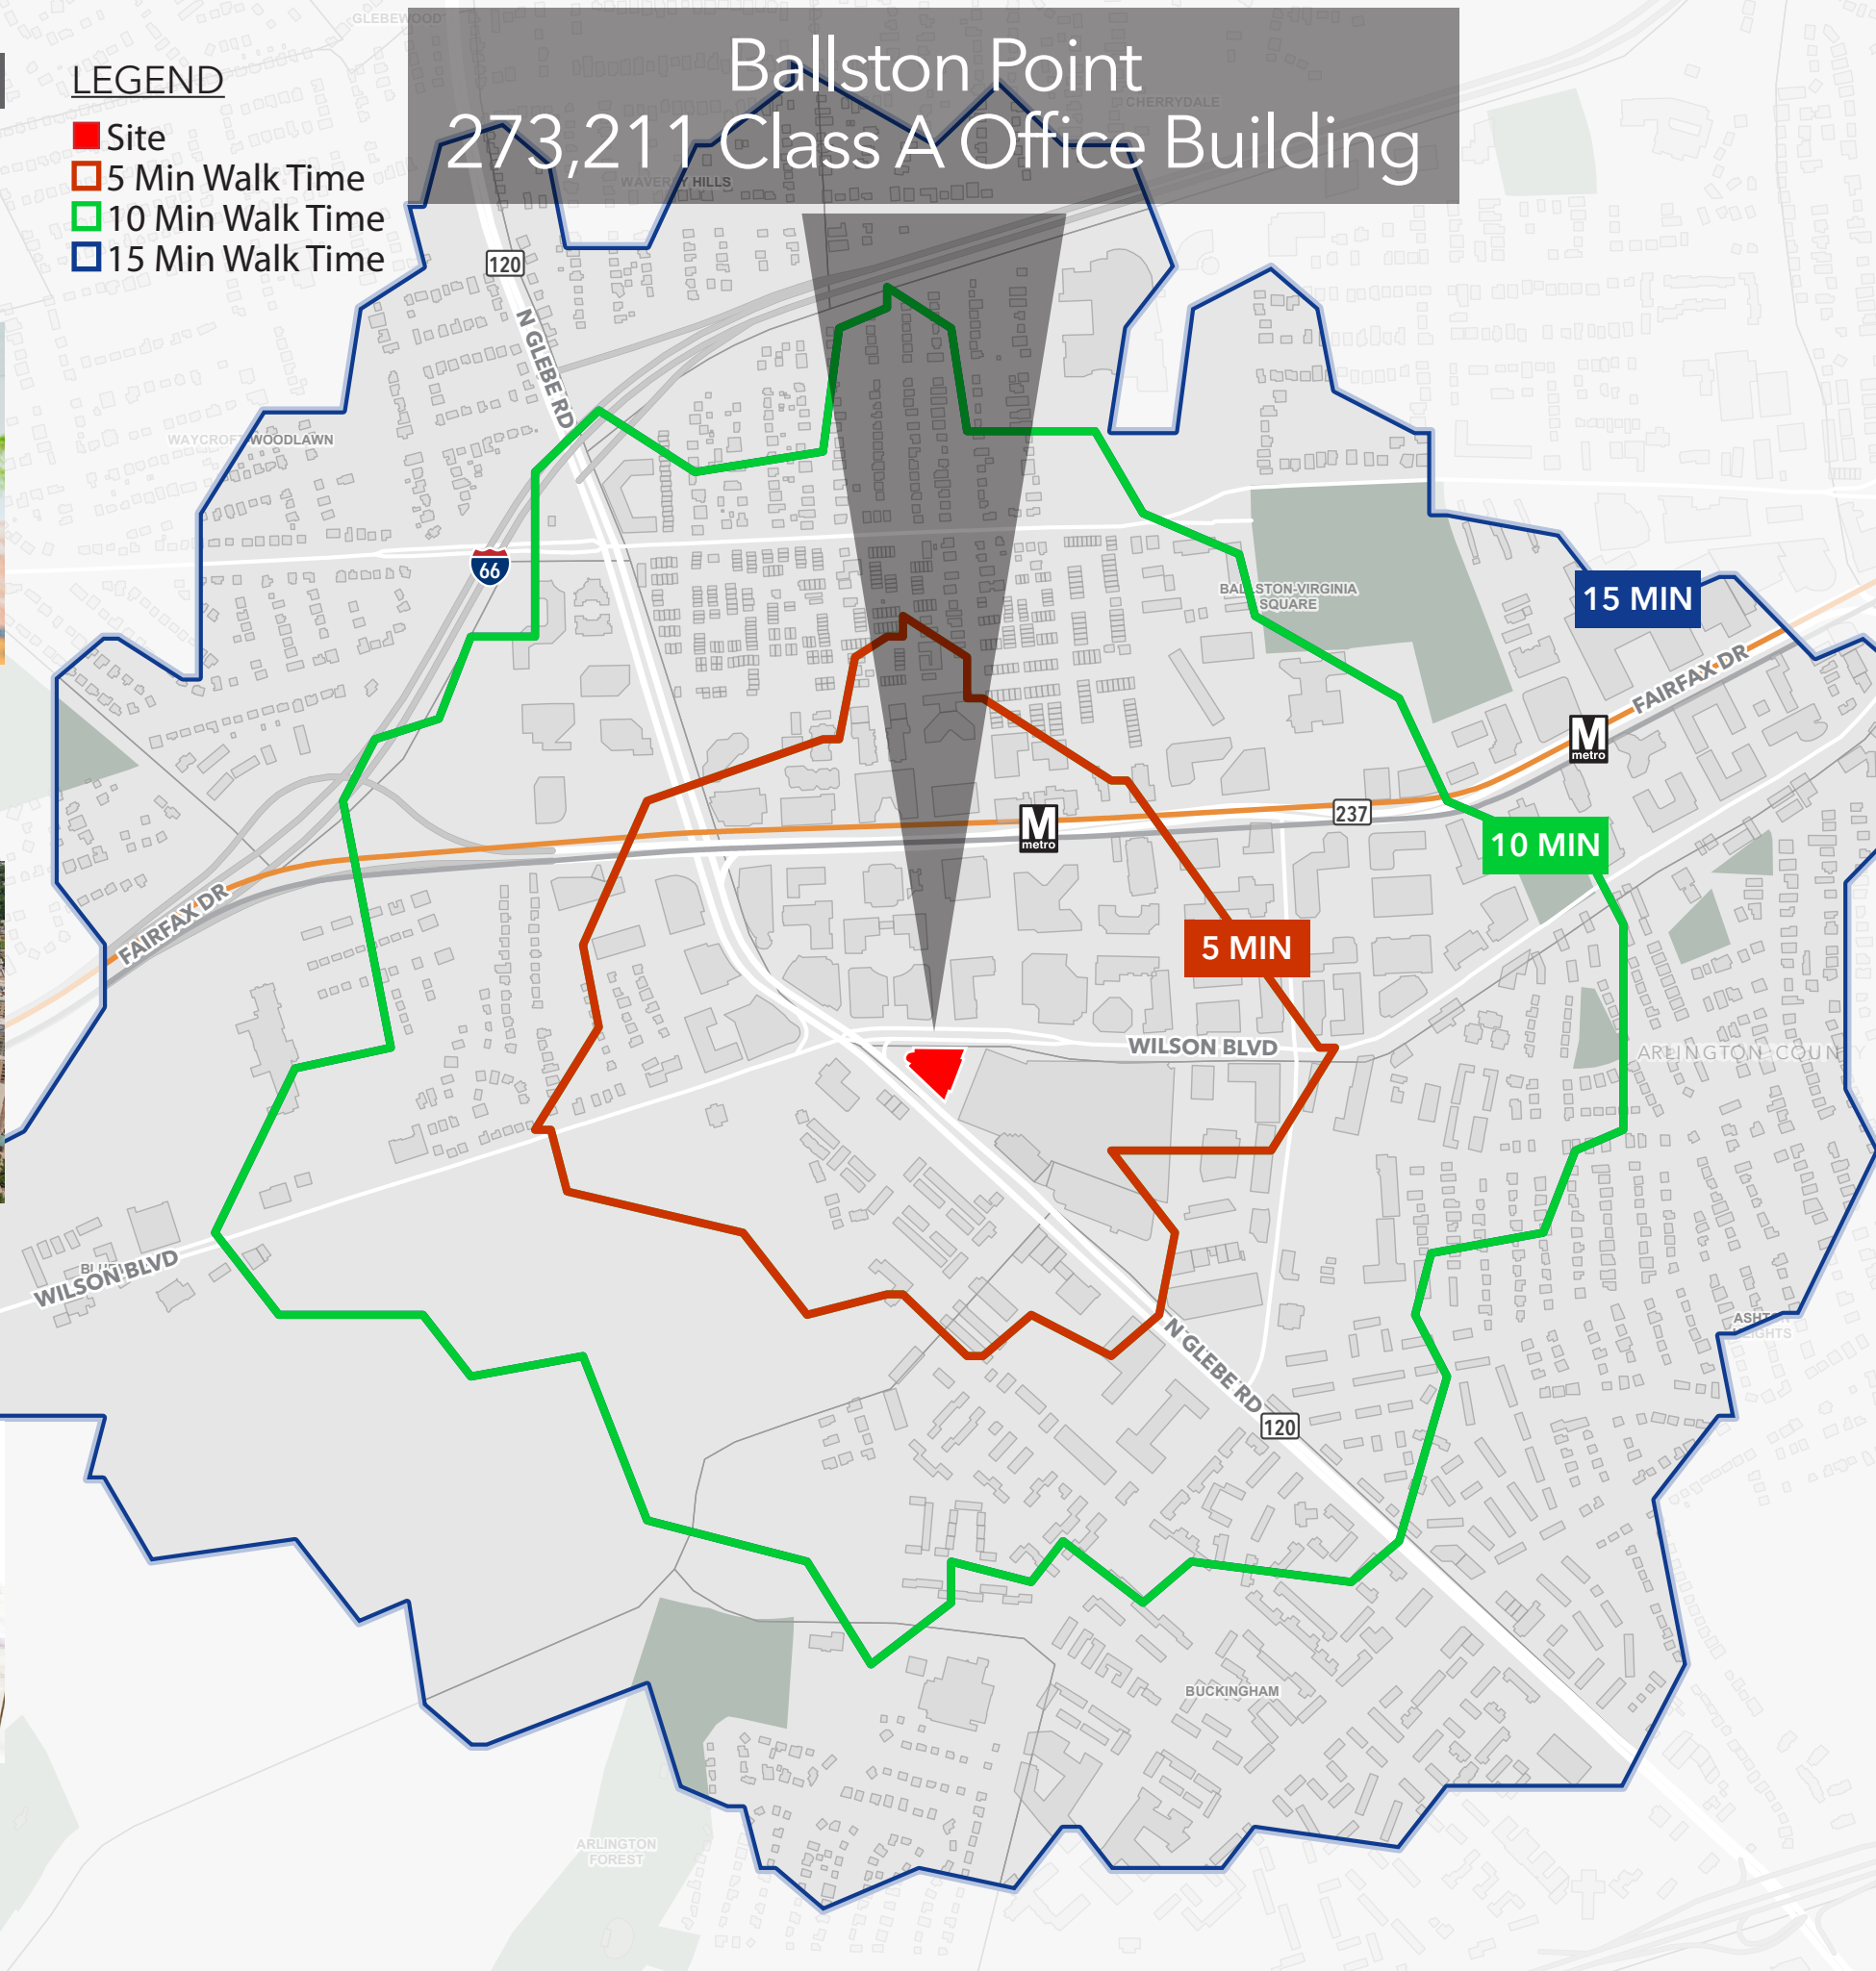 GLEBEWOOD
Ballston Point
273,211 Class A Office Building
CHERRYDALE
WAVERLY HILLS
LEGEND
Site
5 Min Walk Time
10 Min Walk Time
15 Min Walk Time
120
N GLEBE RD
WAYCROFT-WOODLAWN
66
BALLSTON-VIRGINIA
SQUARE
15 MIN
FAIRFAX DR
M
metro
237
M
metro
10 MIN
FAIRFAX DR
5 MIN
WILSON BLVD
ARLINGTON COUNTY
WILSON BLVD
N GLEBE RD
HEIGHTS
120
BUCKINGHAM
ARLINGTON
FOREST